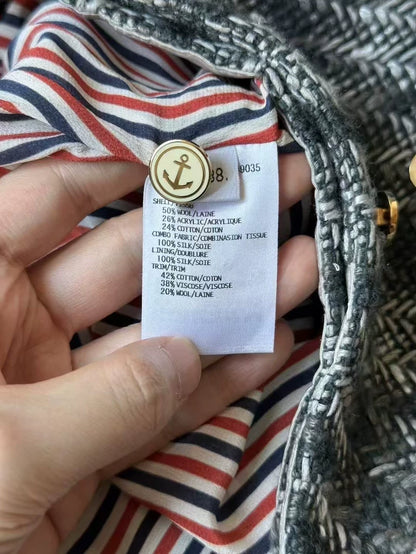 38.
9035
SHELL/TISSU
50% WOOL/LAINE
26% ACRYLIC/ACRYLIQUE
24% COTTON/COTON
COMBO FABRIC/COMBINASION TISSUE
100% SILK/SOIE
LINING/DOUBLURE
100% SILK/SOIE
TRIM/TRIM
42% COTTON/COTON
38% VISCOSE/VISCOSE
20% WOOL/LAINE